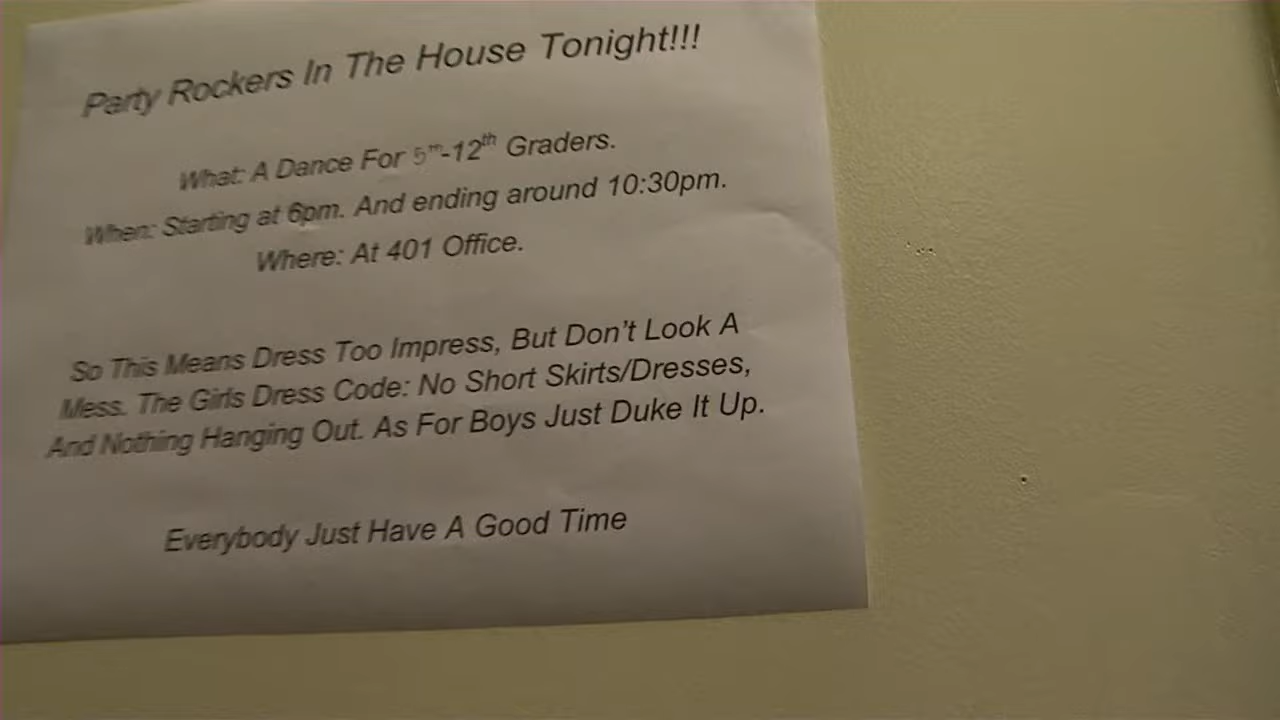 Party Rockers In The House Tonight!!!
What: A Dance For 5th-12th Graders.
When: Starting at 6pm. And ending around 10:30pm.
Where: At 401 Office.
So This Means Dress Too Impress, But Don't Look A
Mess. The Girls Dress Code: No Short Skirts/Dresses,
And Nothing Hanging Out. As For Boys Just Duke It Up.
Everybody Just Have A Good Time